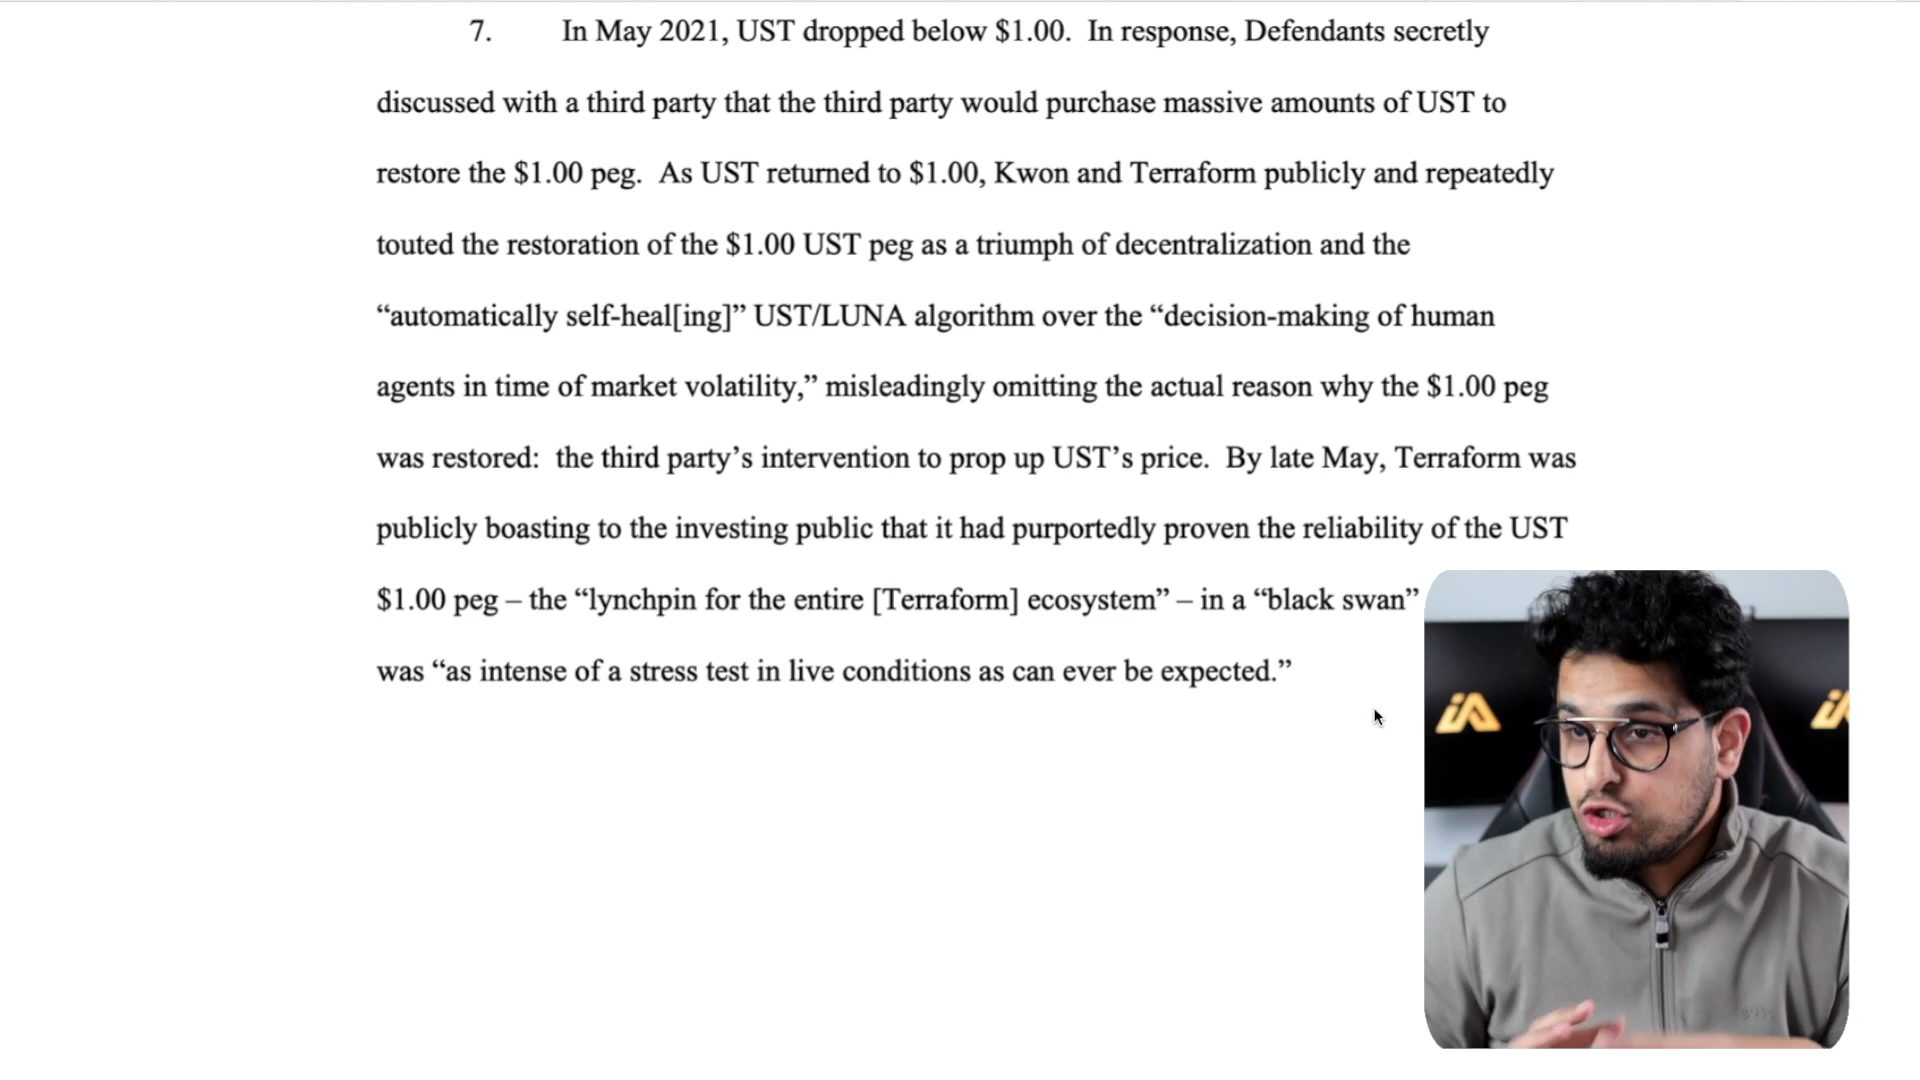 7. In May 2021, UST dropped below $1.00. In response, Defendants secretly
discussed with a third party that the third party would purchase massive amounts of UST to
restore the $1.00 peg. As UST returned to $1.00, Kwon and Terraform publicly and repeatedly
touted the restoration of the $1.00 UST peg as a triumph of decentralization and the
“automatically self-heal[ing]” UST/LUNA algorithm over the “decision-making of human
agents in time of market volatility,” misleadingly omitting the actual reason why the $1.00 peg
was restored: the third party’s intervention to prop up UST’s price. By late May, Terraform was
publicly boasting to the investing public that it had purportedly proven the reliability of the UST
$1.00 peg – the “lynchpin for the entire [Terraform] ecosystem” – in a “black swan”
was “as intense of a stress test in live conditions as can ever be expected.”